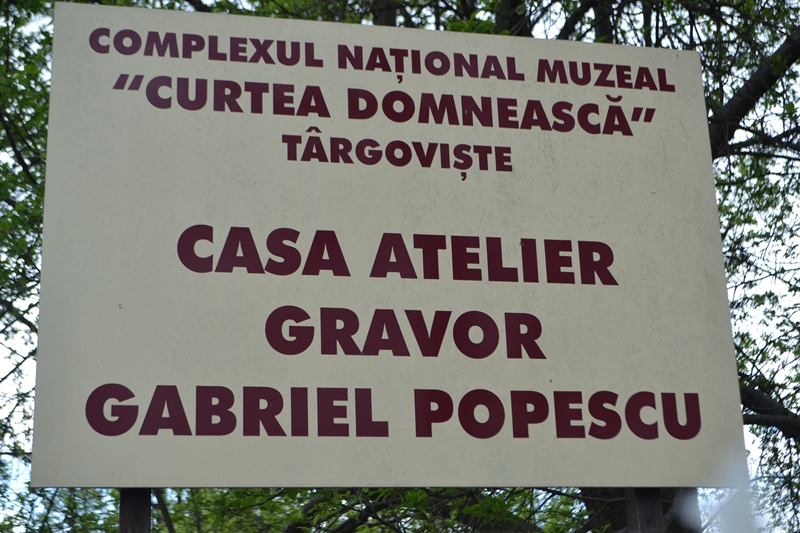 COMPLEXUL NAȚIONAL MUZEAL
"CURTEA DOMNEASCĂ"
TÂRGOVIȘTE
CASA ATELIER
GRAVOR
GABRIEL POPESCU